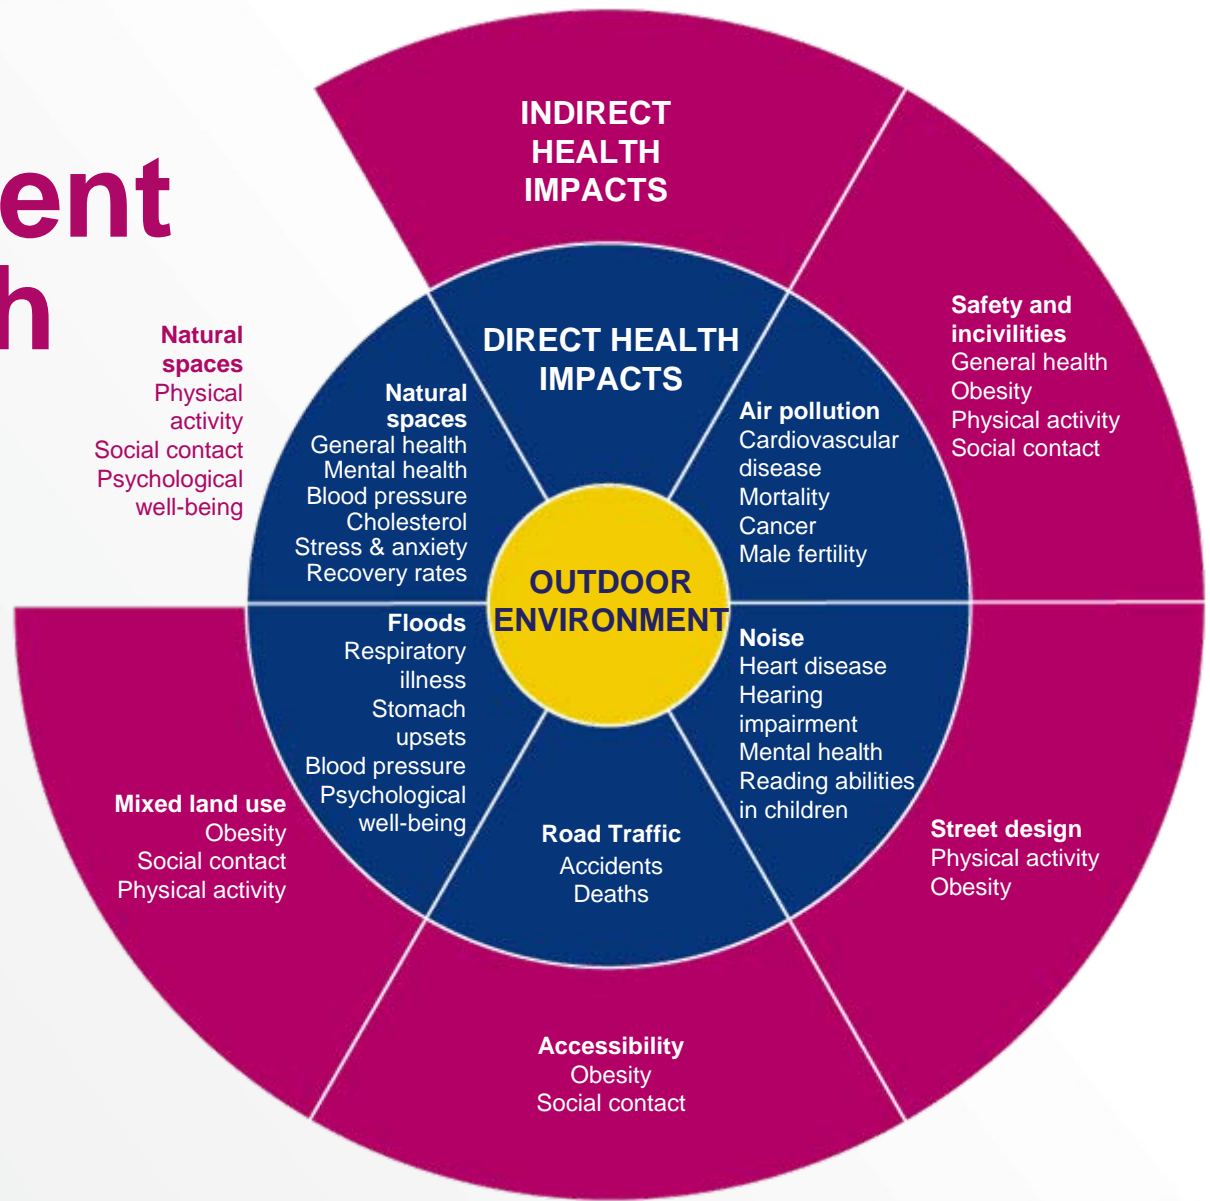 ent
h
INDIRECT
HEALTH
IMPACTS
DIRECT HEALTH
IMPACTS
OUTDOOR
ENVIRONMENT
Safety and
incivilities
General health
Obesity
Physical activity
Social contact
Air pollution
Cardiovascular
disease
Mortality
Cancer
Male fertility
Noise
Heart disease
Hearing
impairment
Mental health
Reading abilities
in children
Street design
Physical activity
Obesity
Road Traffic
Accidents
Deaths
Accessibility
Obesity
Social contact
Floods
Respiratory
illness
Stomach
upsets
Blood pressure
Psychological
well-being
Mixed land use
Obesity
Social contact
Physical activity
Natural
spaces
General health
Mental health
Blood pressure
Cholesterol
Stress & anxiety
Recovery rates
Natural
spaces
Physical
activity
Social contact
Psychological
well-being